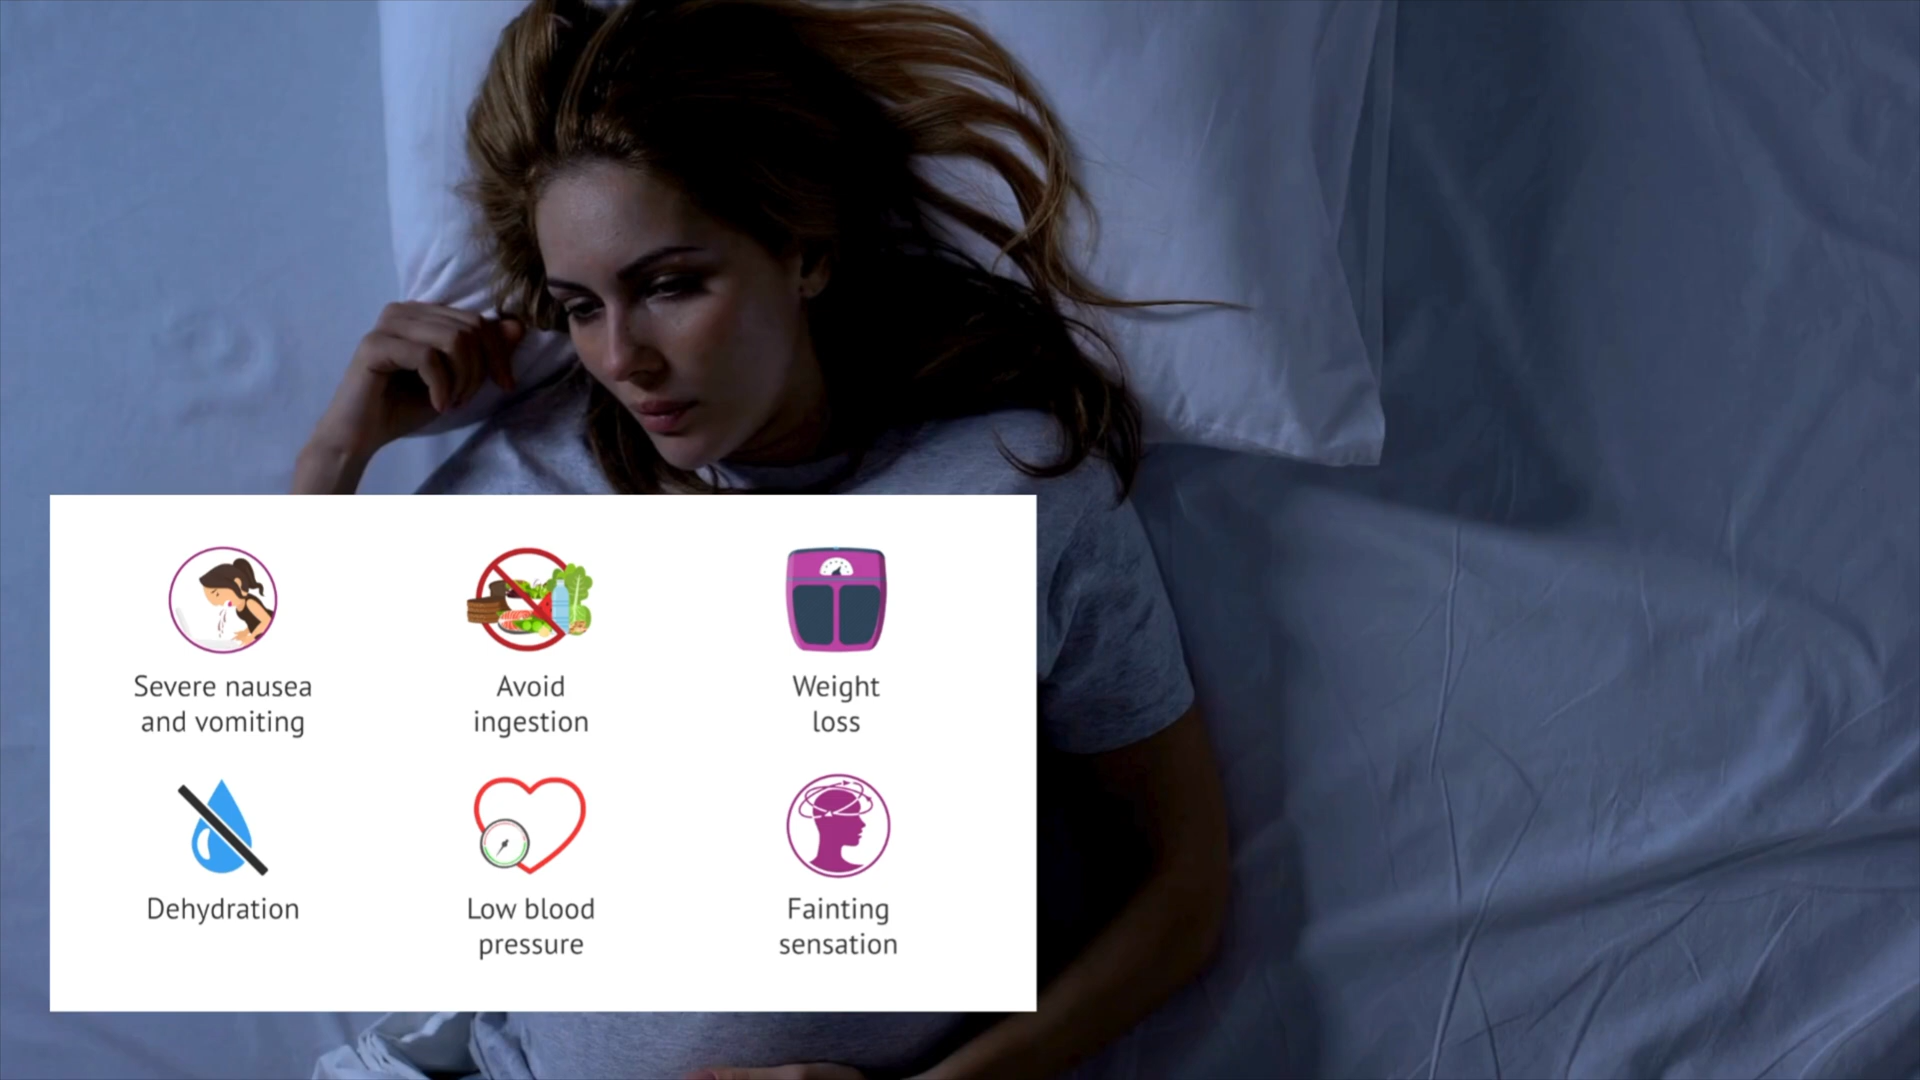 Severe nausea
and vomiting
Avoid
ingestion
Weight
loss
Dehydration
Low blood
pressure
Fainting
sensation